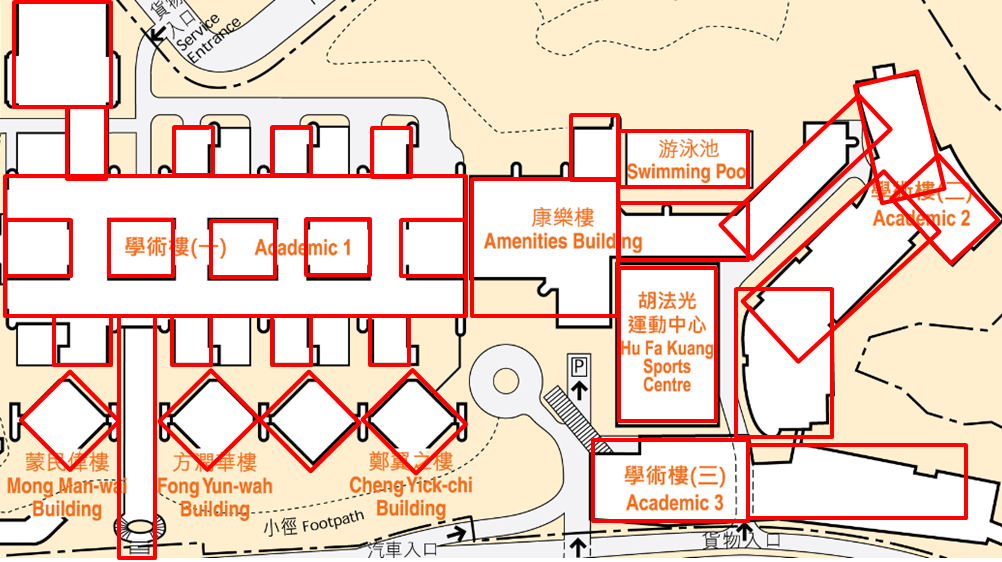 貨物
入口
Service
Entrance
游泳池
Swimming Poo
學術樓(二)
Academic 2
康樂樓
Amenities Building
學術樓(一) Academic 1
胡法光
運動中心
Hu Fa Kuang
Sports
Centre
P
蒙民偉樓
Mong Man-wai
Building
方潤華樓
Fong Yun-wah
Building
鄭翼之樓
Cheng Yick-chi
Building
學術樓(三)
Academic 3
小徑 Footpath
汽車入口
貨物入口